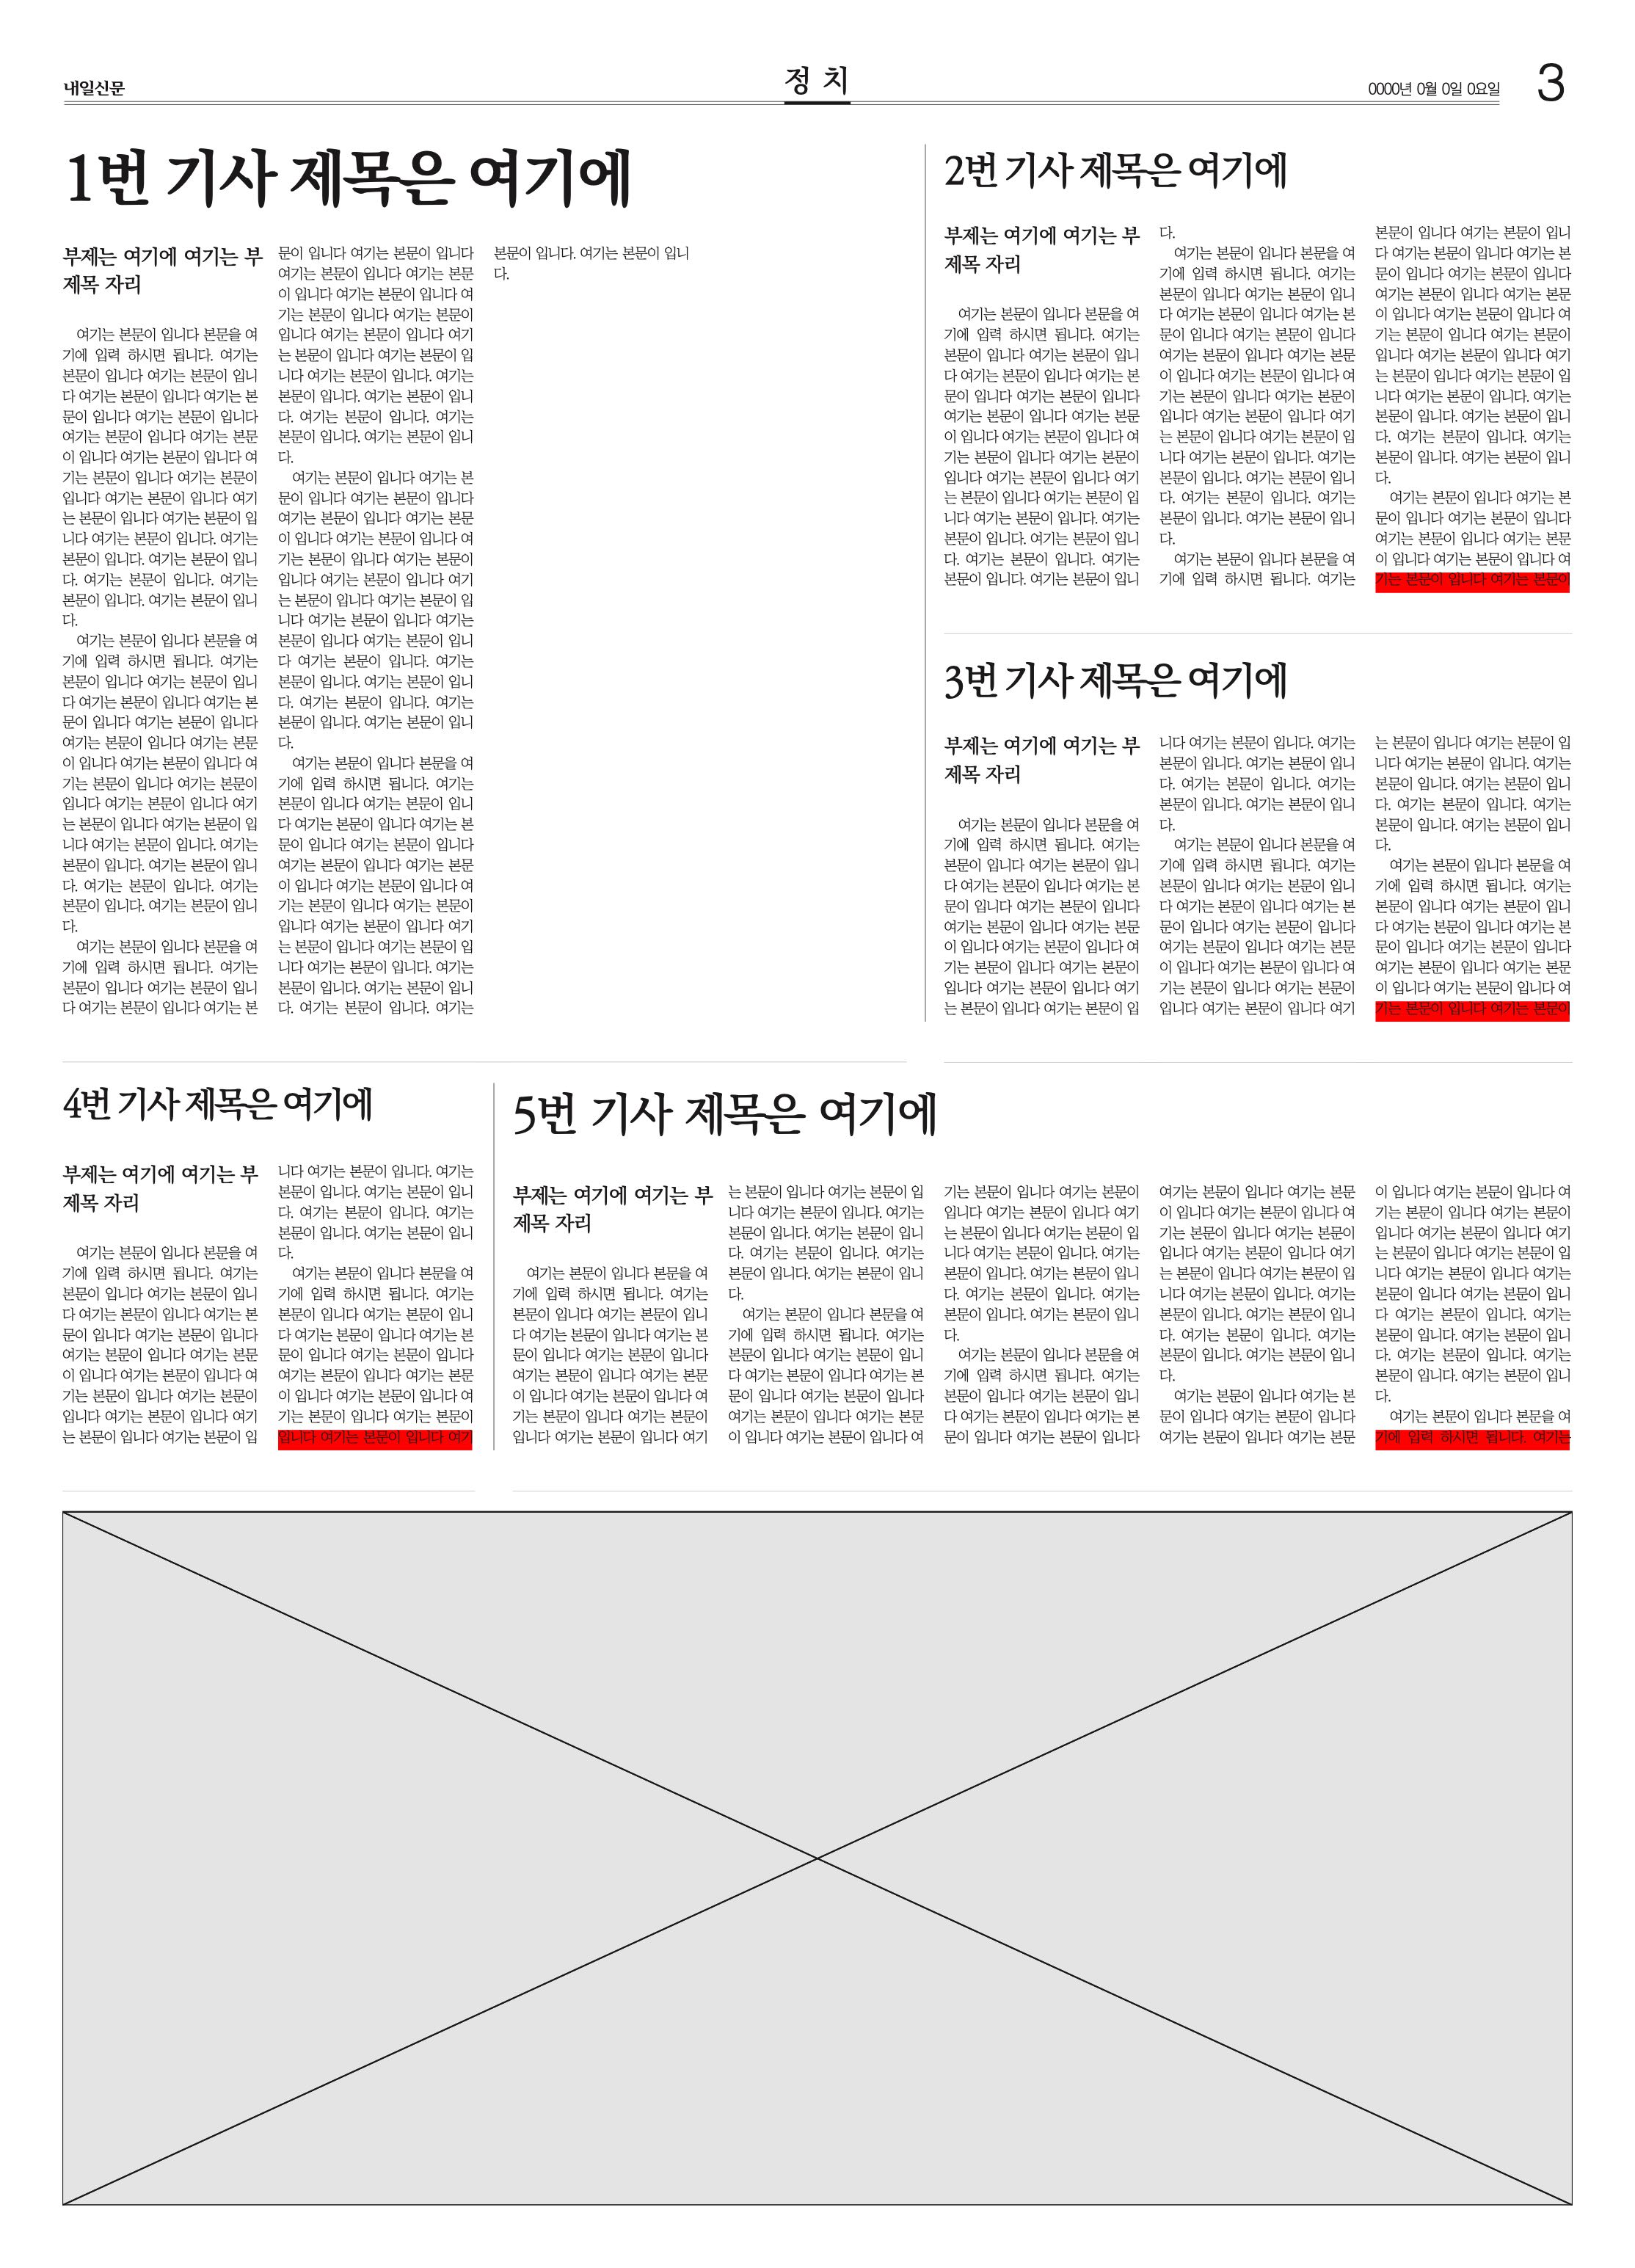 내일신문
정 치
0000년 0월 0일 0요일
3
1번 기사 제목은 여기에
부제는 여기에 여기는 부
제목 자리
여기는 본문이 입니다 본문을 여
기에 입력 하시면 됩니다. 여기는
본문이 입니다 여기는 본문이 입니
다 여기는 본문이 입니다 여기는 본
문이 입니다 여기는 본문이 입니다
여기는 본문이 입니다 여기는 본문
이 입니다 여기는 본문이 입니다 여
기는 본문이 입니다 여기는 본문이
입니다 여기는 본문이 입니다 여기
는 본문이 입니다 여기는 본문이 입
니다 여기는 본문이 입니다. 여기는
본문이 입니다. 여기는 본문이 입니
다. 여기는 본문이 입니다. 여기는
본문이 입니다. 여기는 본문이 입니
다.
여기는 본문이 입니다 본문을 여
기에 입력 하시면 됩니다. 여기는
본문이 입니다 여기는 본문이 입니
다 여기는 본문이 입니다 여기는 본
문이 입니다 여기는 본문이 입니다
여기는 본문이 입니다 여기는 본문
이 입니다 여기는 본문이 입니다 여
기는 본문이 입니다 여기는 본문이
입니다 여기는 본문이 입니다 여기
는 본문이 입니다 여기는 본문이 입
니다 여기는 본문이 입니다. 여기는
본문이 입니다. 여기는 본문이 입니
다. 여기는 본문이 입니다. 여기는
본문이 입니다. 여기는 본문이 입니
다.
여기는 본문이 입니다 본문을 여
기에 입력 하시면 됩니다. 여기는
본문이 입니다 여기는 본문이 입니
다 여기는 본문이 입니다 여기는 본
문이 입니다 여기는 본문이 입니다
여기는 본문이 입니다 여기는 본문
이 입니다 여기는 본문이 입니다 여
기는 본문이 입니다 여기는 본문이
입니다 여기는 본문이 입니다 여기
는 본문이 입니다 여기는 본문이 입
니다 여기는 본문이 입니다. 여기는
본문이 입니다. 여기는 본문이 입니
다. 여기는 본문이 입니다. 여기는
본문이 입니다. 여기는 본문이 입니
다.
여기는 본문이 입니다 여기는 본
문이 입니다 여기는 본문이 입니다
여기는 본문이 입니다 여기는 본문
이 입니다 여기는 본문이 입니다 여
기는 본문이 입니다 여기는 본문이
입니다 여기는 본문이 입니다 여기
는 본문이 입니다 여기는 본문이 입
니다 여기는 본문이 입니다 여기는
본문이 입니다 여기는 본문이 입니
다 여기는 본문이 입니다. 여기는
본문이 입니다. 여기는 본문이 입니
다. 여기는 본문이 입니다. 여기는
본문이 입니다. 여기는 본문이 입니
다.
여기는 본문이 입니다 본문을 여
기에 입력 하시면 됩니다. 여기는
본문이 입니다 여기는 본문이 입니
다 여기는 본문이 입니다 여기는 본
문이 입니다 여기는 본문이 입니다
여기는 본문이 입니다 여기는 본문
이 입니다 여기는 본문이 입니다 여
기는 본문이 입니다 여기는 본문이
입니다 여기는 본문이 입니다 여기
는 본문이 입니다 여기는 본문이 입
니다 여기는 본문이 입니다. 여기는
본문이 입니다. 여기는 본문이 입니
다. 여기는 본문이 입니다. 여기는
본문이 입니다. 여기는 본문이 입니
다.
2번 기사 제목은 여기에
부제는 여기에 여기는 부
제목 자리
여기는 본문이 입니다 본문을 여
기에 입력 하시면 됩니다. 여기는
본문이 입니다 여기는 본문이 입니
다 여기는 본문이 입니다 여기는 본
문이 입니다 여기는 본문이 입니다
여기는 본문이 입니다 여기는 본문
이 입니다 여기는 본문이 입니다 여
기는 본문이 입니다 여기는 본문이
입니다 여기는 본문이 입니다 여기
는 본문이 입니다 여기는 본문이 입
니다 여기는 본문이 입니다. 여기는
본문이 입니다. 여기는 본문이 입니
다. 여기는 본문이 입니다. 여기는
본문이 입니다. 여기는 본문이 입니
다.
여기는 본문이 입니다 본문을 여
기에 입력 하시면 됩니다. 여기는
본문이 입니다 여기는 본문이 입니
다 여기는 본문이 입니다 여기는 본
문이 입니다 여기는 본문이 입니다
여기는 본문이 입니다 여기는 본문
이 입니다 여기는 본문이 입니다 여
기는 본문이 입니다 여기는 본문이
입니다 여기는 본문이 입니다 여기
는 본문이 입니다 여기는 본문이 입
니다 여기는 본문이 입니다. 여기는
본문이 입니다. 여기는 본문이 입니
다. 여기는 본문이 입니다. 여기는
본문이 입니다. 여기는 본문이 입니
다.
여기는 본문이 입니다 본문을 여
기에 입력 하시면 됩니다. 여기는
본문이 입니다 여기는 본문이 입니
다 여기는 본문이 입니다 여기는 본
문이 입니다 여기는 본문이 입니다
여기는 본문이 입니다 여기는 본문
이 입니다 여기는 본문이 입니다 여
기는 본문이 입니다 여기는 본문이
입니다 여기는 본문이 입니다 여기
는 본문이 입니다 여기는 본문이 입
니다 여기는 본문이 입니다. 여기는
본문이 입니다. 여기는 본문이 입니
다. 여기는 본문이 입니다. 여기는
본문이 입니다. 여기는 본문이 입니
다.
여기는 본문이 입니다 여기는 본
문이 입니다 여기는 본문이 입니다
여기는 본문이 입니다 여기는 본문
이 입니다 여기는 본문이 입니다 여
기는 본문이 입니다 여기는 본문이
3번 기사 제목은 여기에
부제는 여기에 여기는 부
제목 자리
여기는 본문이 입니다 본문을 여
기에 입력 하시면 됩니다. 여기는
본문이 입니다 여기는 본문이 입니
다 여기는 본문이 입니다 여기는 본
문이 입니다 여기는 본문이 입니다
여기는 본문이 입니다 여기는 본문
이 입니다 여기는 본문이 입니다 여
기는 본문이 입니다 여기는 본문이
입니다 여기는 본문이 입니다 여기
는 본문이 입니다 여기는 본문이 입
니다 여기는 본문이 입니다. 여기는
본문이 입니다. 여기는 본문이 입니
다. 여기는 본문이 입니다. 여기는
본문이 입니다. 여기는 본문이 입니
다.
여기는 본문이 입니다 본문을 여
기에 입력 하시면 됩니다. 여기는
본문이 입니다 여기는 본문이 입니
다 여기는 본문이 입니다 여기는 본
문이 입니다 여기는 본문이 입니다
여기는 본문이 입니다 여기는 본문
이 입니다 여기는 본문이 입니다 여
기는 본문이 입니다 여기는 본문이
입니다 여기는 본문이 입니다 여기
는 본문이 입니다 여기는 본문이 입
니다 여기는 본문이 입니다. 여기는
본문이 입니다. 여기는 본문이 입니
다. 여기는 본문이 입니다. 여기는
본문이 입니다. 여기는 본문이 입니
다.
여기는 본문이 입니다 본문을 여
기에 입력 하시면 됩니다. 여기는
본문이 입니다 여기는 본문이 입니
다 여기는 본문이 입니다 여기는 본
문이 입니다 여기는 본문이 입니다
여기는 본문이 입니다 여기는 본문
이 입니다 여기는 본문이 입니다 여
기는 본문이 입니다 여기는 본문이
4번 기사 제목은 여기에
부제는 여기에 여기는 부
제목 자리
여기는 본문이 입니다 본문을 여
기에 입력 하시면 됩니다. 여기는
본문이 입니다 여기는 본문이 입니
다 여기는 본문이 입니다 여기는 본
문이 입니다 여기는 본문이 입니다
여기는 본문이 입니다 여기는 본문
이 입니다 여기는 본문이 입니다 여
기는 본문이 입니다 여기는 본문이
입니다 여기는 본문이 입니다 여기
는 본문이 입니다 여기는 본문이 입
니다 여기는 본문이 입니다. 여기는
본문이 입니다. 여기는 본문이 입니
다. 여기는 본문이 입니다. 여기는
본문이 입니다. 여기는 본문이 입니
다.
여기는 본문이 입니다 본문을 여
기에 입력 하시면 됩니다. 여기는
본문이 입니다 여기는 본문이 입니
다 여기는 본문이 입니다 여기는 본
문이 입니다 여기는 본문이 입니다
여기는 본문이 입니다 여기는 본문
이 입니다 여기는 본문이 입니다 여
기는 본문이 입니다 여기는 본문이
입니다 여기는 본문이 입니다 여기
5번 기사 제목은 여기에
부제는 여기에 여기는 부
제목 자리
여기는 본문이 입니다 본문을 여
기에 입력 하시면 됩니다. 여기는
본문이 입니다 여기는 본문이 입니
다 여기는 본문이 입니다 여기는 본
문이 입니다 여기는 본문이 입니다
여기는 본문이 입니다 여기는 본문
이 입니다 여기는 본문이 입니다 여
기는 본문이 입니다 여기는 본문이
입니다 여기는 본문이 입니다 여기
는 본문이 입니다 여기는 본문이 입
니다 여기는 본문이 입니다. 여기는
본문이 입니다. 여기는 본문이 입니
다. 여기는 본문이 입니다. 여기는
본문이 입니다. 여기는 본문이 입니
다.
여기는 본문이 입니다 본문을 여
기에 입력 하시면 됩니다. 여기는
본문이 입니다 여기는 본문이 입니
다 여기는 본문이 입니다 여기는 본
문이 입니다 여기는 본문이 입니다
여기는 본문이 입니다 여기는 본문
이 입니다 여기는 본문이 입니다 여
기는 본문이 입니다 여기는 본문이
입니다 여기는 본문이 입니다 여기
는 본문이 입니다 여기는 본문이 입
니다 여기는 본문이 입니다. 여기는
본문이 입니다. 여기는 본문이 입니
다. 여기는 본문이 입니다. 여기는
본문이 입니다. 여기는 본문이 입니
다.
여기는 본문이 입니다 본문을 여
기에 입력 하시면 됩니다. 여기는
본문이 입니다 여기는 본문이 입니
다 여기는 본문이 입니다 여기는 본
문이 입니다 여기는 본문이 입니다
여기는 본문이 입니다 여기는 본문
이 입니다 여기는 본문이 입니다 여
기는 본문이 입니다 여기는 본문이
입니다 여기는 본문이 입니다 여기
는 본문이 입니다 여기는 본문이 입
니다 여기는 본문이 입니다. 여기는
본문이 입니다. 여기는 본문이 입니
다. 여기는 본문이 입니다. 여기는
본문이 입니다. 여기는 본문이 입니
다.
여기는 본문이 입니다 여기는 본
문이 입니다 여기는 본문이 입니다
여기는 본문이 입니다 여기는 본문
이 입니다 여기는 본문이 입니다 여
기는 본문이 입니다 여기는 본문이
입니다 여기는 본문이 입니다 여기
는 본문이 입니다 여기는 본문이 입
니다 여기는 본문이 입니다 여기는
본문이 입니다 여기는 본문이 입니
다 여기는 본문이 입니다. 여기는
본문이 입니다. 여기는 본문이 입니
다. 여기는 본문이 입니다. 여기는
본문이 입니다. 여기는 본문이 입니
다.
여기는 본문이 입니다 본문을 여
기에 입력 하시면 됩니다. 여기는